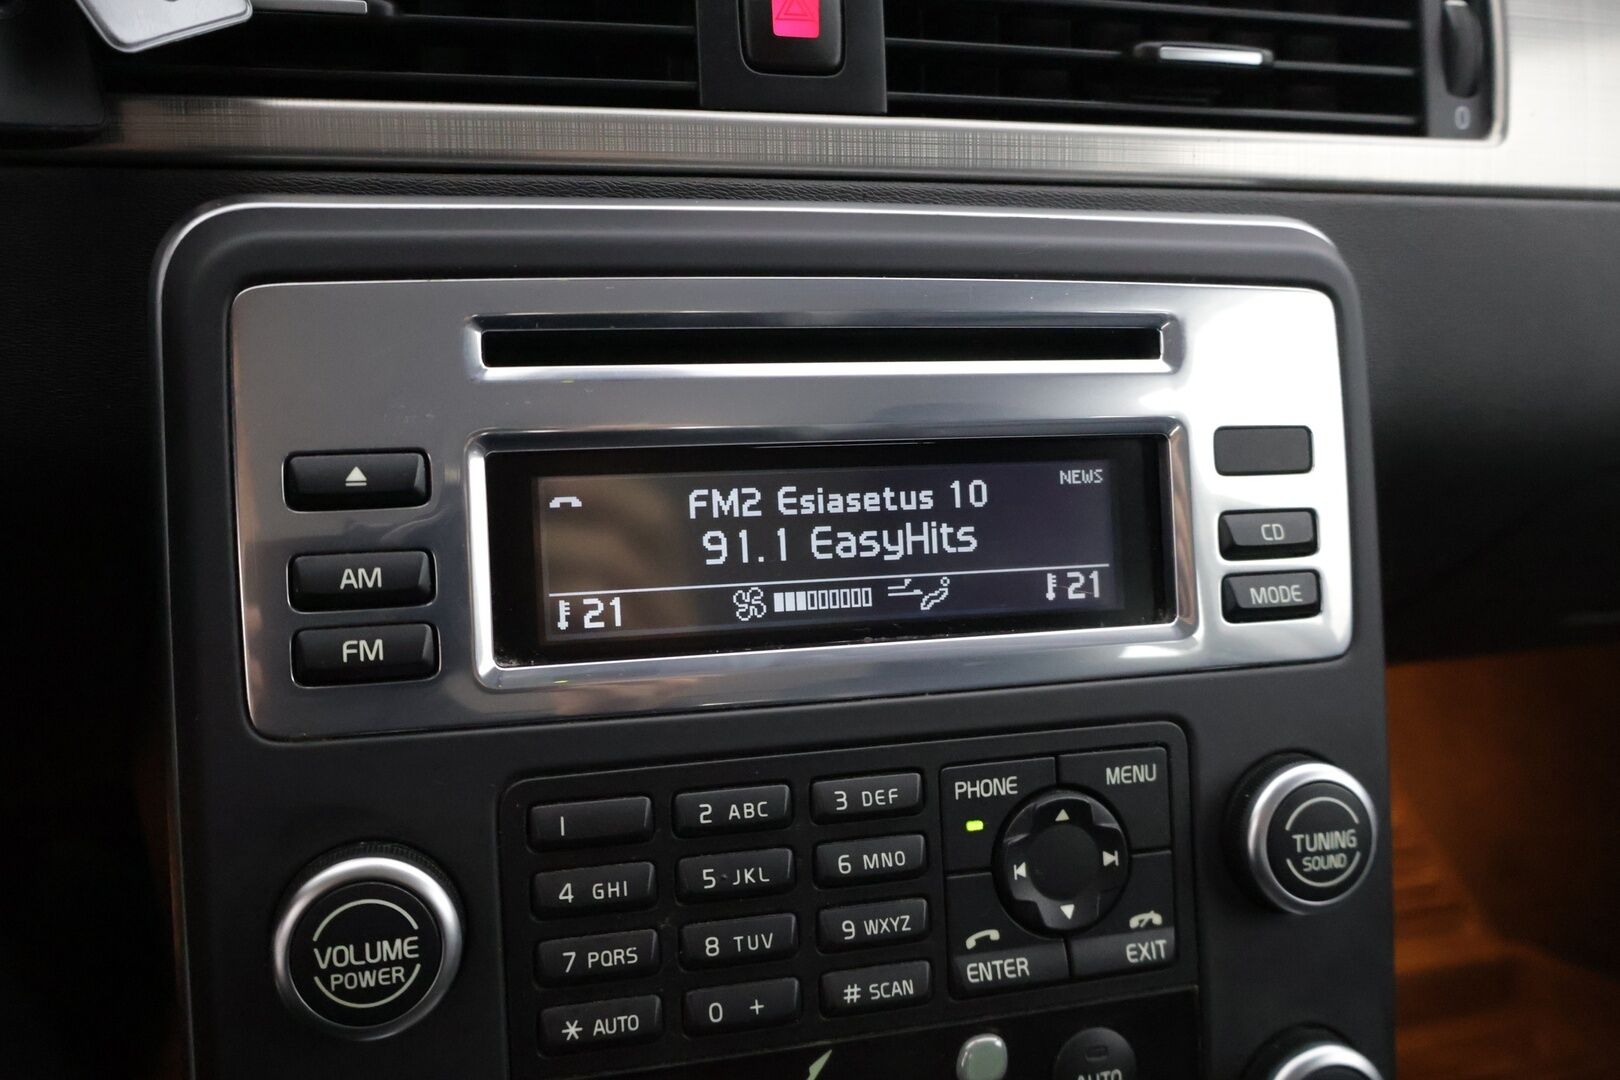 0
NEWS
FM2 Esiasetus 10
91.1 EasyHits
21
21
AM
FM
CD
MODE
1
2 ABC
3 DEF
4 GHI
5 JKL
6 MNO
7 PQRS
8 TUV
9 WXYZ
* AUTO
0 +
# SCAN
PHONE
MENU
ENTER
EXIT
VOLUME
POWER
TUNING
SOUND
AUTO